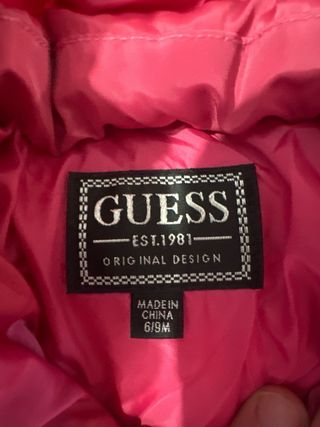 GUESS
EST.1981
ORIGINAL DESIGN
MADE IN
CHINA
6/9M